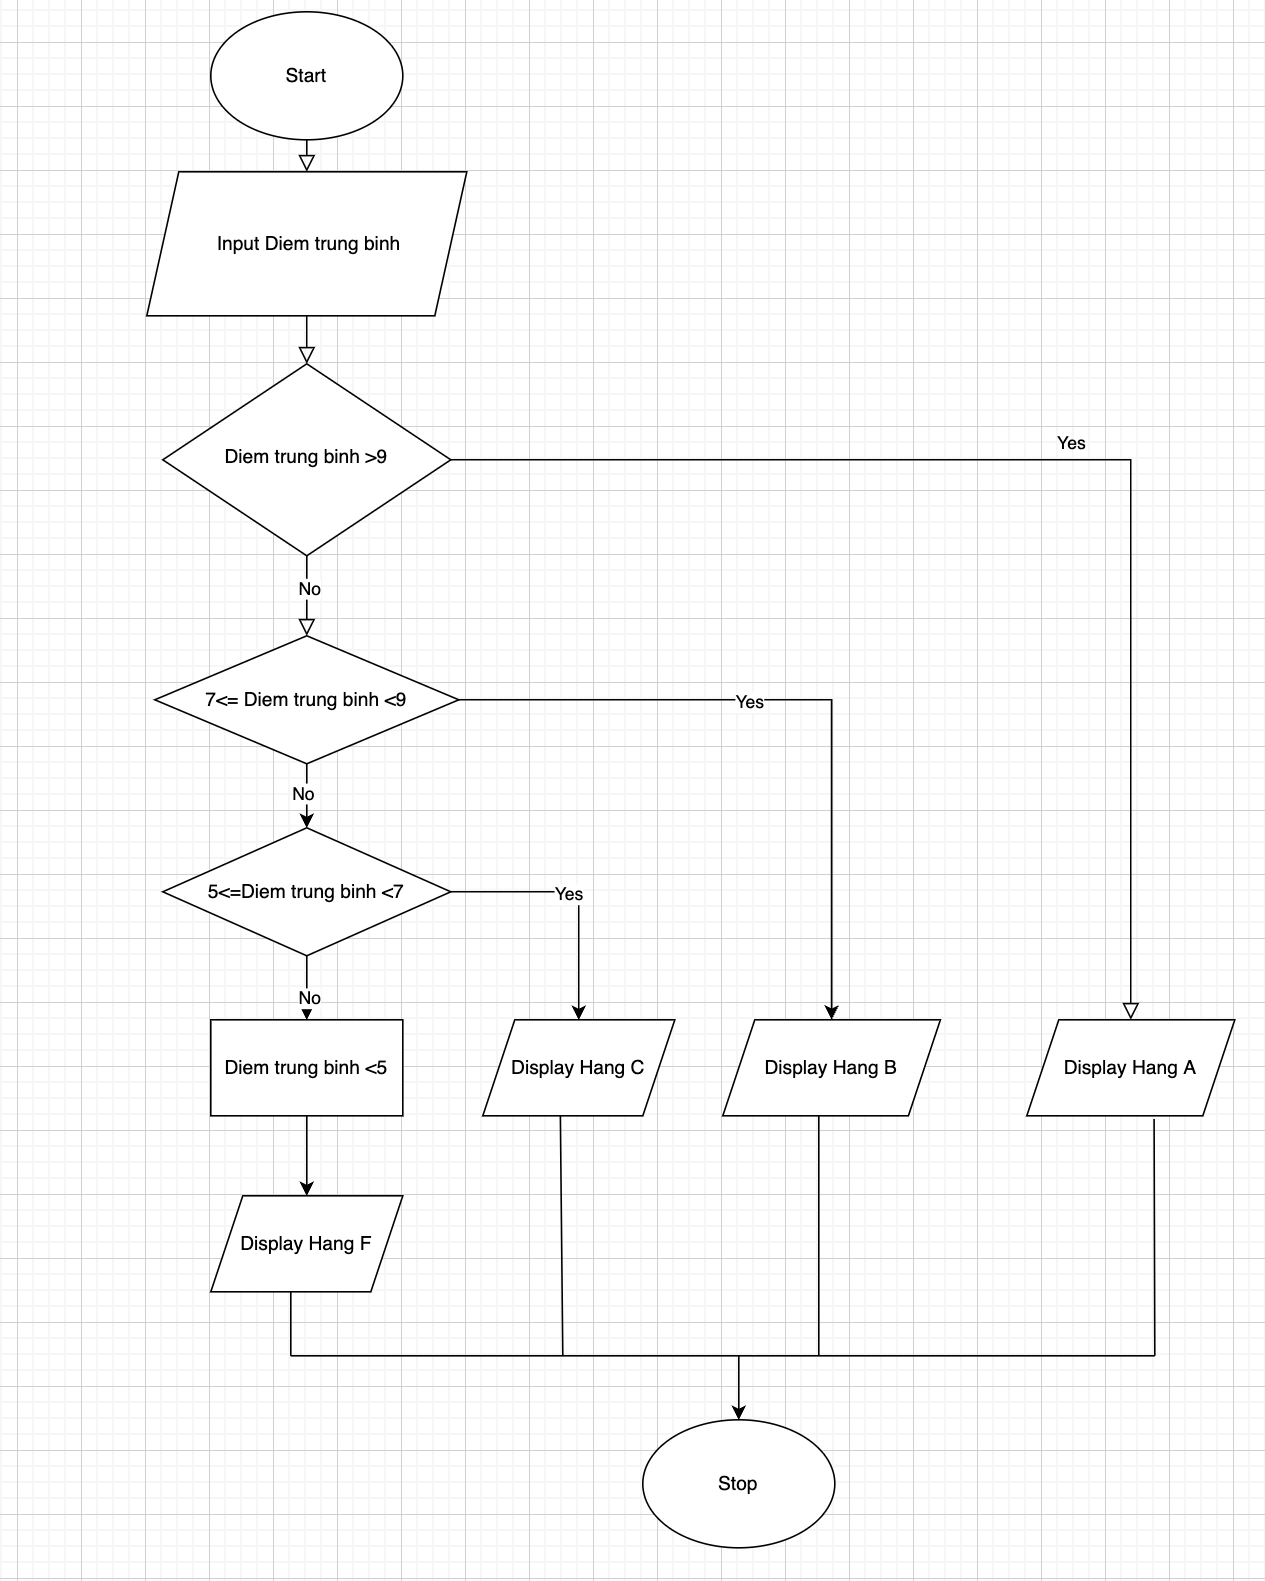 Start
Input Diem trung binh
Diem trung binh >9
Yes
No
7<= Diem trung binh <9
Yes
No
5<=Diem trung binh <7
Yes
No
Diem trung binh <5
Display Hang C
Display Hang B
Display Hang A
Display Hang F
Stop